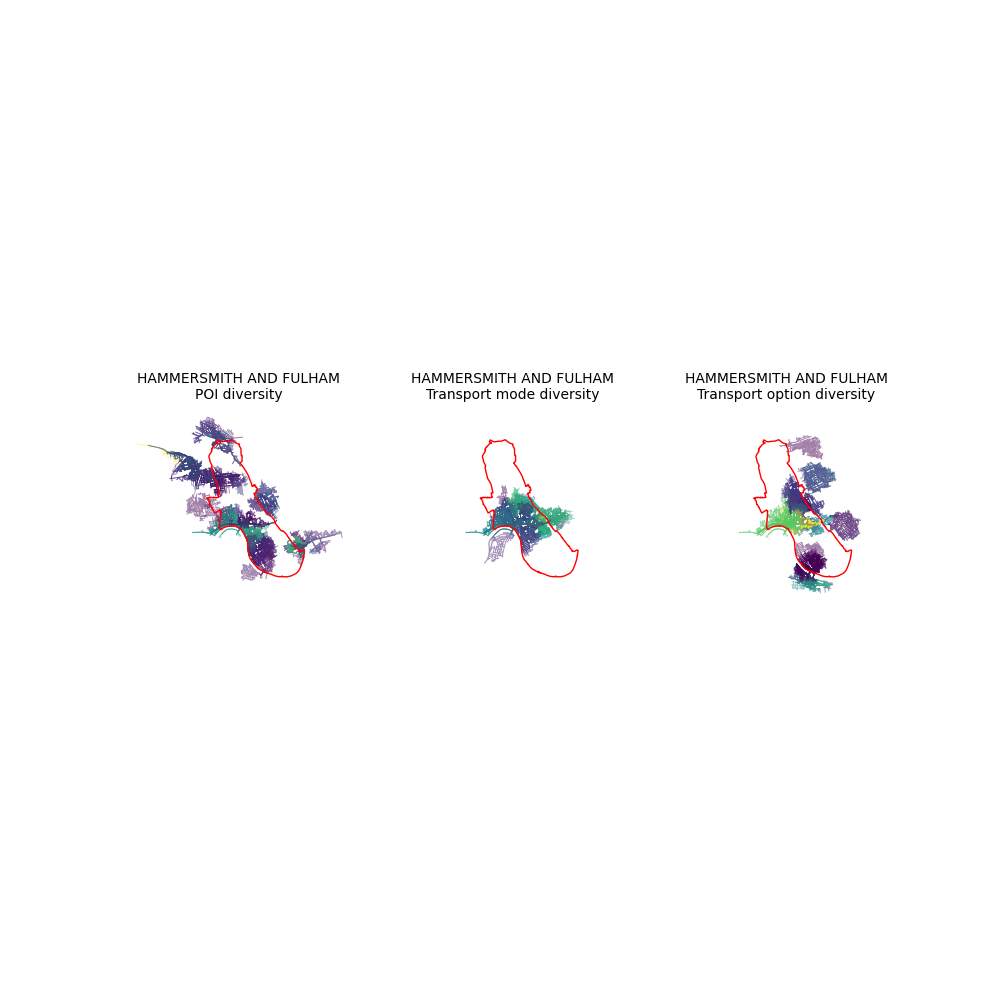 HAMMERSMITH AND FULHAM
POI diversity
HAMMERSMITH AND FULHAM
Transport mode diversity
HAMMERSMITH AND FULHAM
Transport option diversity